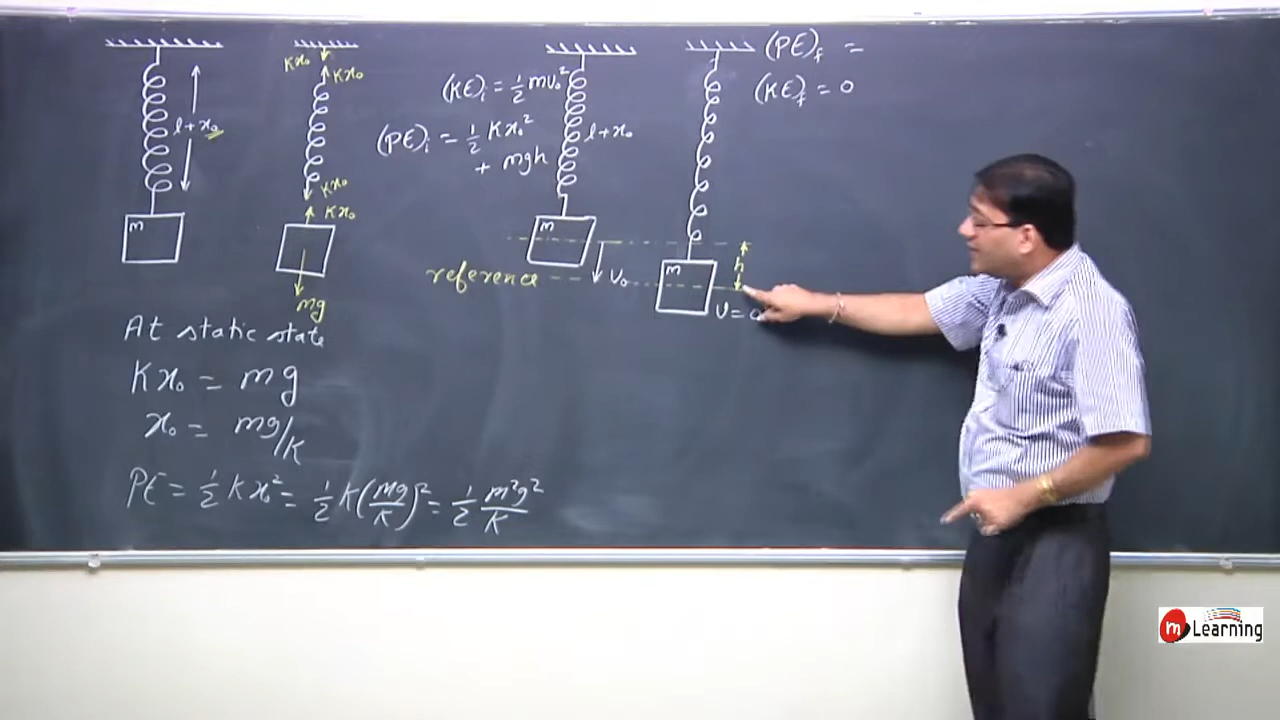 l + x₀
Kx₀
Kx₀
Kx₀
Kx₀
m
mg
At static state
Kx₀ = mg
x₀ = mg/K
PE = ½ Kx₀² = ½ K(mg/K)² = ½ m²g²/K
(KE)ᵢ = ½ mv₀²
(PE)ᵢ = ½ Kx₀²
+ mgh
l + x₀
m
reference
v₀
(PE)f =
(KE)f = 0
h
m
v = 0
m Learning